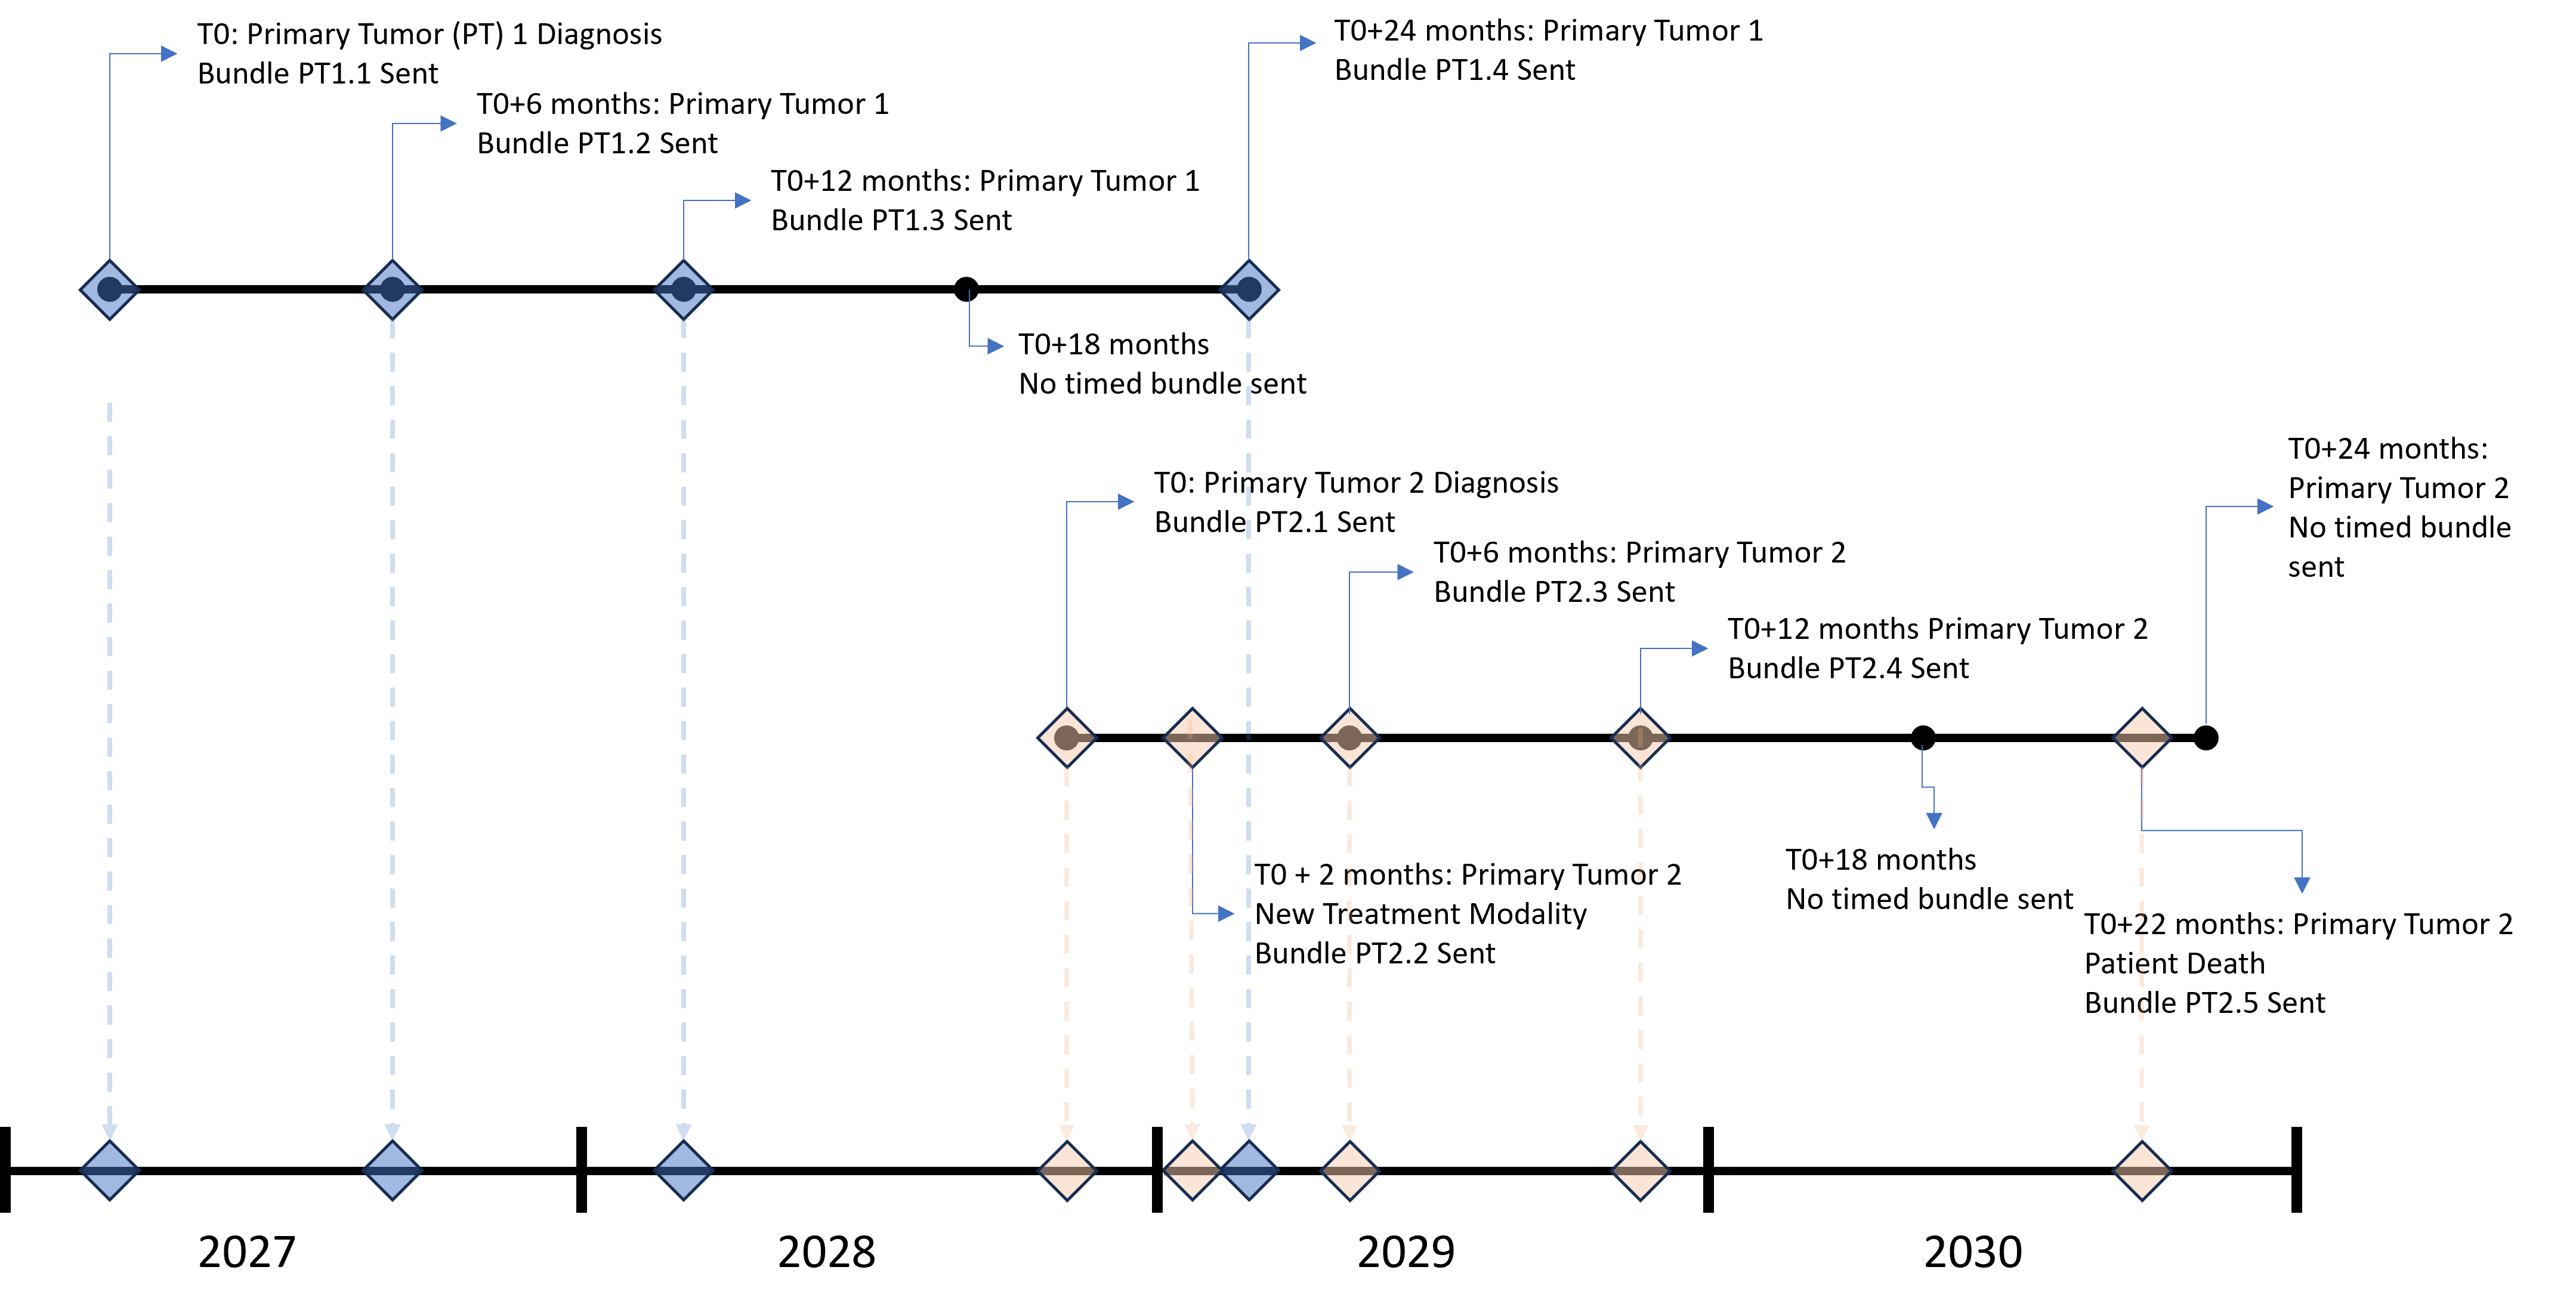 T0: Primary Tumor (PT) 1 Diagnosis
Bundle PT1.1 Sent
T0+6 months: Primary Tumor 1
Bundle PT1.2 Sent
T0+12 months: Primary Tumor 1
Bundle PT1.3 Sent
T0+24 months: Primary Tumor 1
Bundle PT1.4 Sent
T0+18 months
No timed bundle sent
T0: Primary Tumor 2 Diagnosis
Bundle PT2.1 Sent
T0+6 months: Primary Tumor 2
Bundle PT2.3 Sent
T0+12 months Primary Tumor 2
Bundle PT2.4 Sent
T0+24 months:
Primary Tumor 2
No timed bundle
sent
T0 + 2 months: Primary Tumor 2
New Treatment Modality
Bundle PT2.2 Sent
T0+18 months
No timed bundle sent
T0+22 months: Primary Tumor 2
Patient Death
Bundle PT2.5 Sent
2027
2028
2029
2030